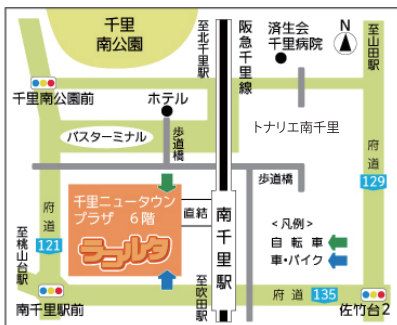 千里
南公園
至北千里駅
阪急千里線
済生会
千里病院
N
至山田駅
千里南公園前
ホテル
バスターミナル
歩道橋
トナリエ南千里
府道
129
歩道橋
千里ニュータウン
プラザ 6階
ラコルタ
直結
南千里駅
府道
121
至桃山台駅
<凡例>
自転車
車・バイク
南千里駅前
至吹田駅
府道 135
佐竹台2